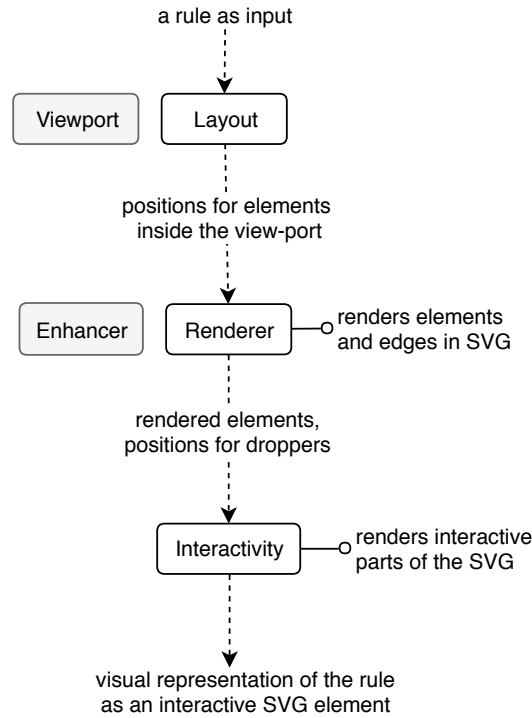 a rule as input
Viewport
Layout
positions for elements
inside the view-port
Enhancer
Renderer
renders elements
and edges in SVG
rendered elements,
positions for droppers
Interactivity
renders interactive
parts of the SVG
visual representation of the rule
as an interactive SVG element